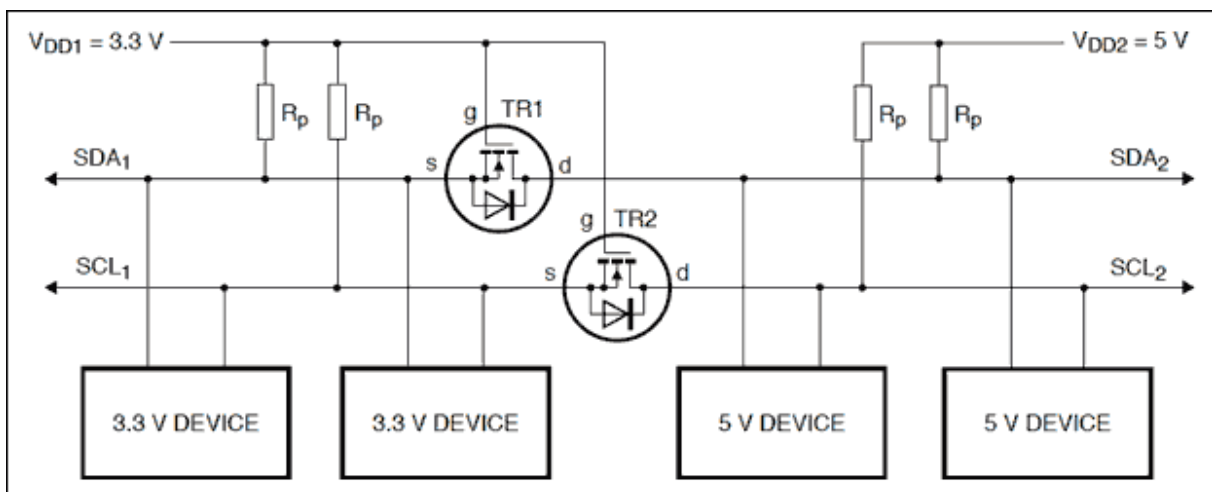 VDD1 = 3.3 V
VDD2 = 5 V
Rp
Rp
g
TR1
Rp
Rp
SDA1
s
d
SDA2
g
TR2
SCL1
s
d
SCL2
3.3 V DEVICE
3.3 V DEVICE
5 V DEVICE
5 V DEVICE